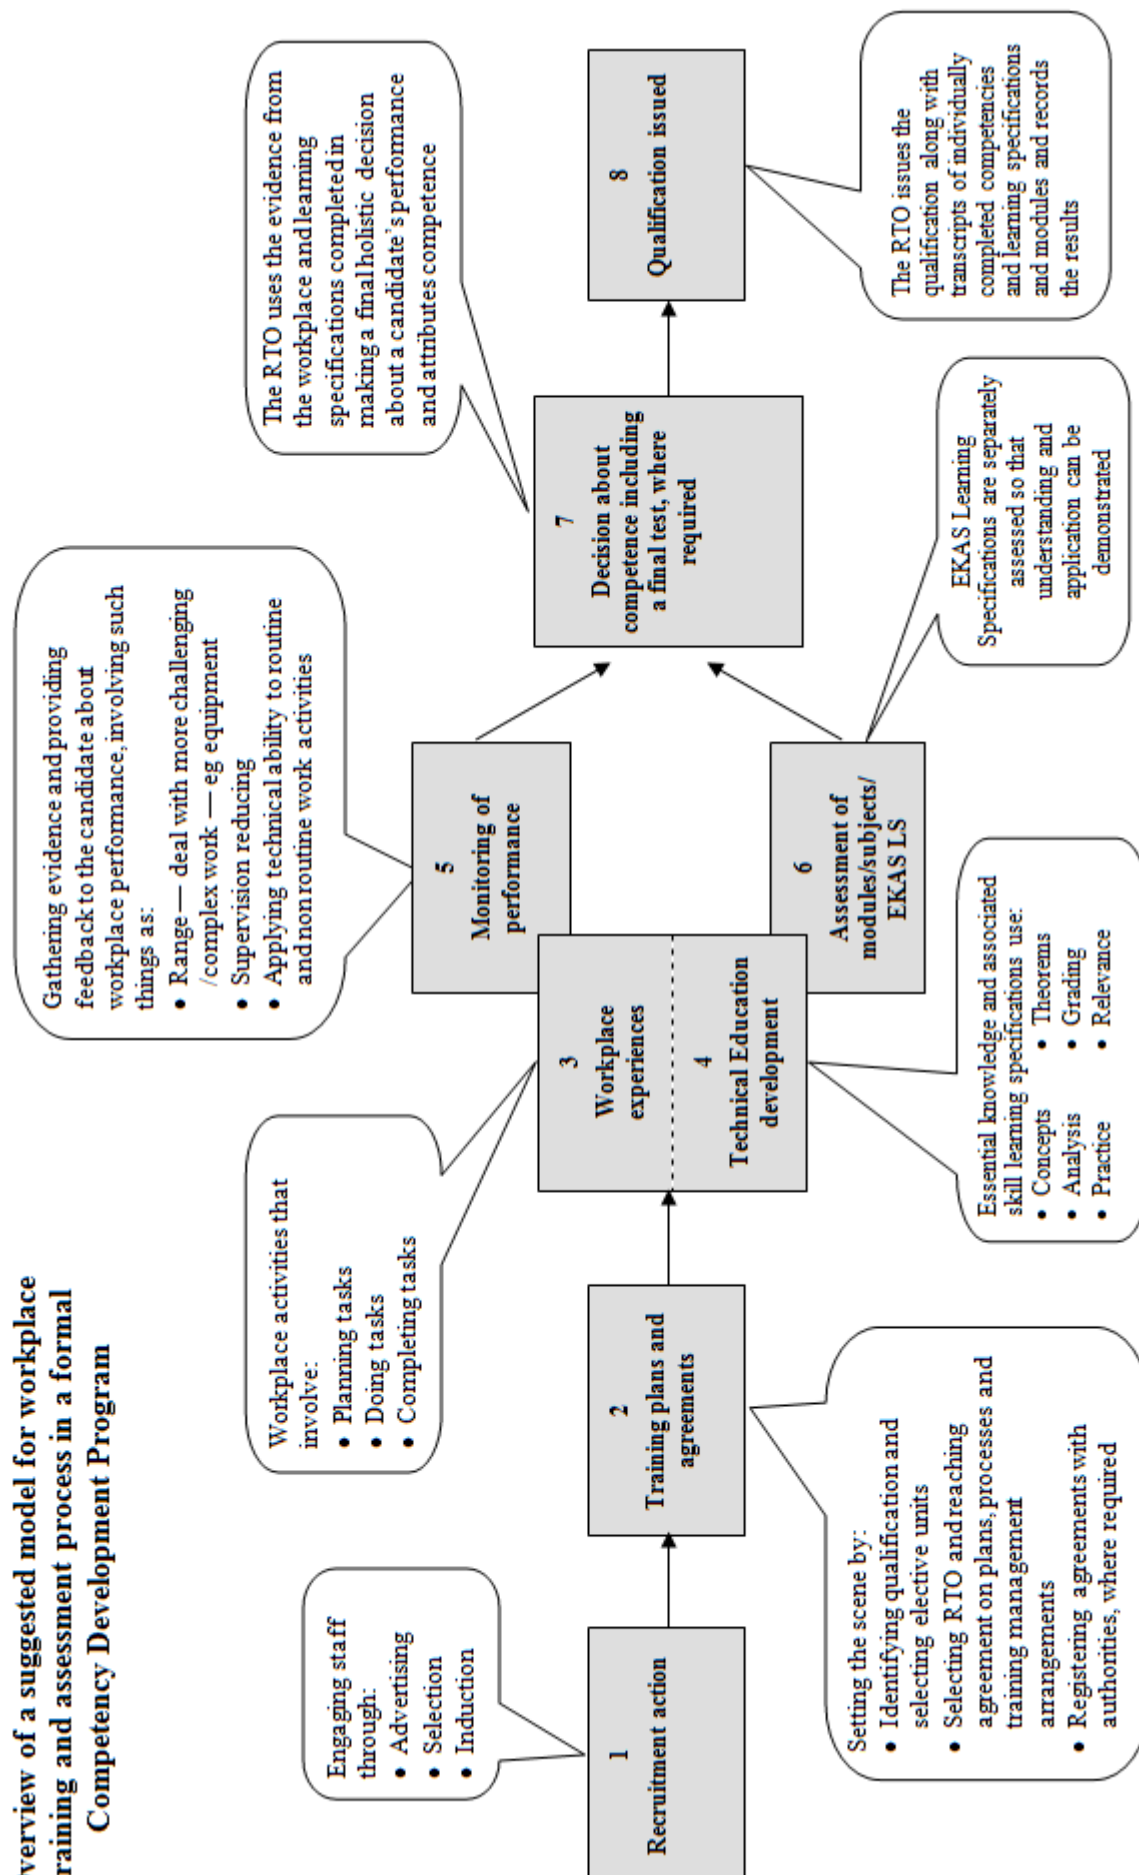 verview of a suggested model for workplace
raining and assessment process in a formal
Competency Development Program
Engaging staff
through:
• Advertising
• Selection
• Induction
1
Recruitment action
Setting the scene by:
• Identifying qualification and
selecting elective units
• Selecting RTO and reaching
agreement on plans, processes and
training management
arrangements
• Registering agreements with
authorities, where required
2
Training plans and
agreements
Workplace activities that
involve:
• Planning tasks
• Doing tasks
• Completing tasks
3
Workplace
experiences
4
Technical Education
development
Essential knowledge and associated
skill learning specifications use:
• Concepts • Theorems
• Analysis • Grading
• Practice • Relevance
Gathering evidence and providing
feedback to the candidate about
workplace performance, involving such
things as:
• Range — deal with more challenging
/complex work — eg equipment
• Supervision reducing
• Applying technical ability to routine
and nonroutine work activities
5
Monitoring of
performance
6
Assessment of
modules/subjects/
EKAS LS
EKAS Learning
Specifications are separately
assessed so that
understanding and
application can be
demonstrated
The RTO uses the evidence from
the workplace and learning
specifications completed in
making a final holistic decision
about a candidate's performance
and attributes competence
7
Decision about
competence including
a final test, where
required
8
Qualification issued
The RTO issues the
qualification along with
transcripts of individually
completed competencies
and learning specifications
and modules and records
the results